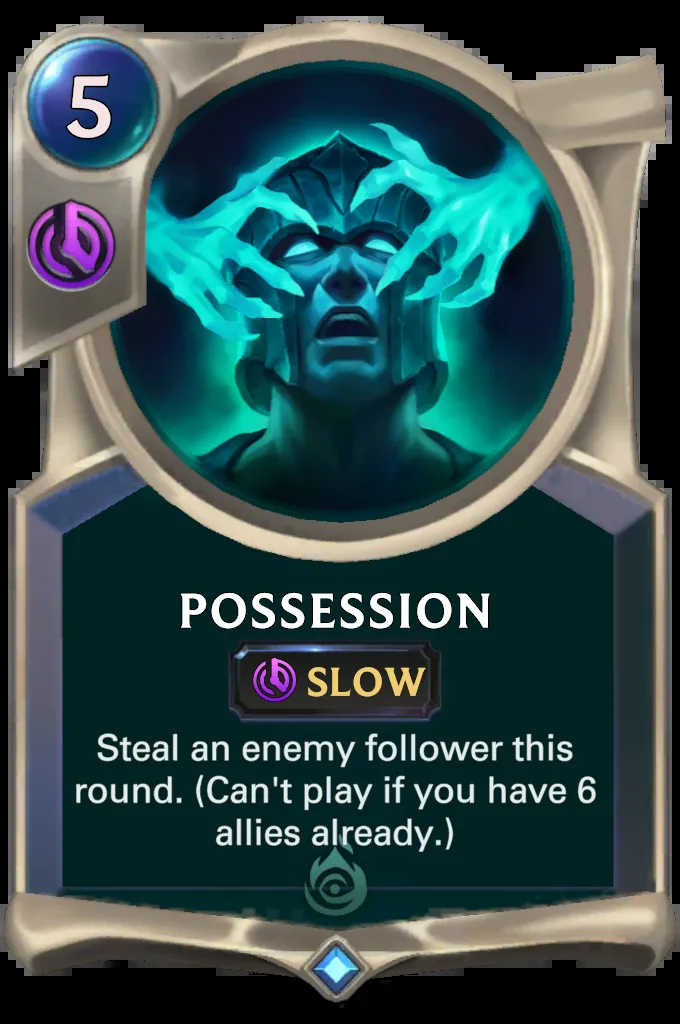 5
POSSESSION
SLOW
Steal an enemy follower this
round. (Can't play if you have 6
allies already.)